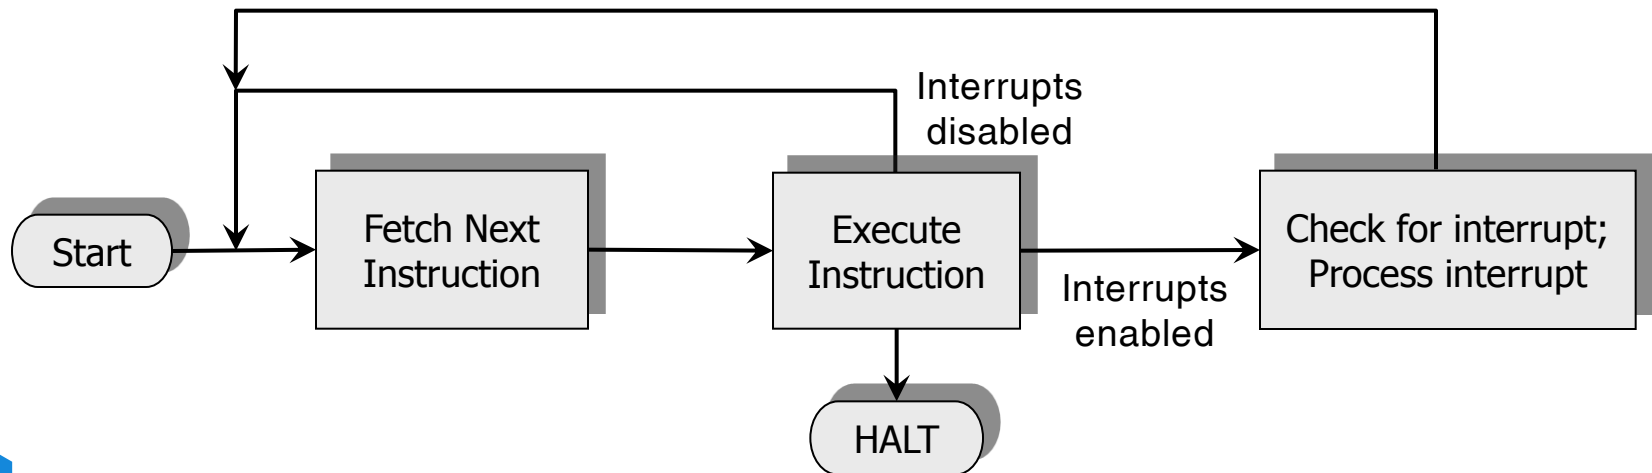 Interrupts
disabled
Start
Fetch Next
Instruction
Execute
Instruction
Interrupts
enabled
Check for interrupt;
Process interrupt
HALT